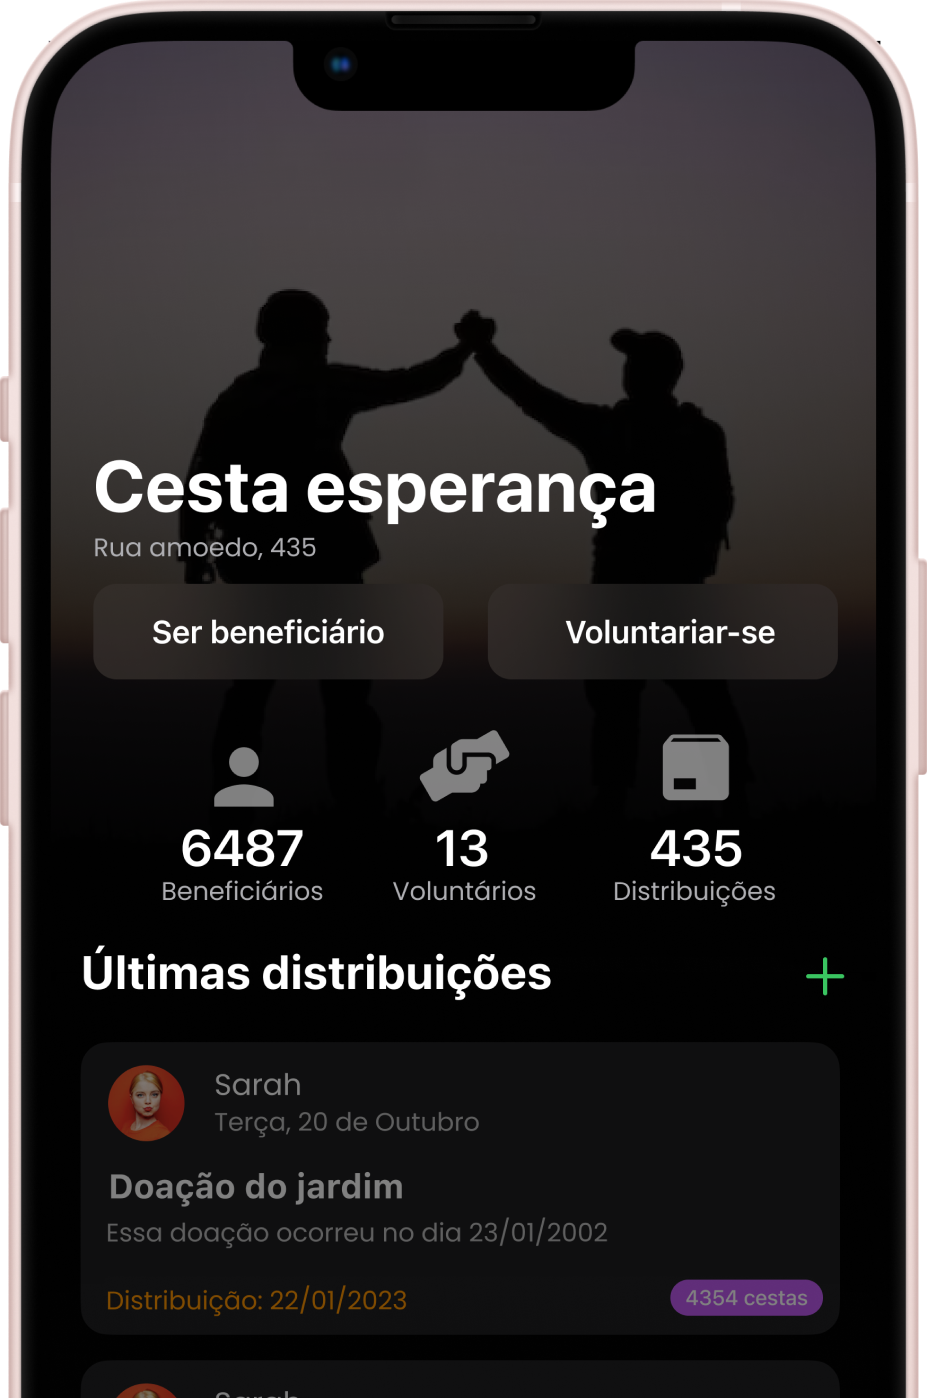 Cesta esperança
Rua amoedo, 435
Ser beneficiário
Voluntariar-se
6487
13
435
Beneficiários
Voluntários
Distribuições
Últimas distribuições
Sarah
Terça, 20 de Outubro
Doação do jardim
Essa doação ocorreu no dia 23/01/2002
Distribuição: 22/01/2023
4354 cestas
Sarah